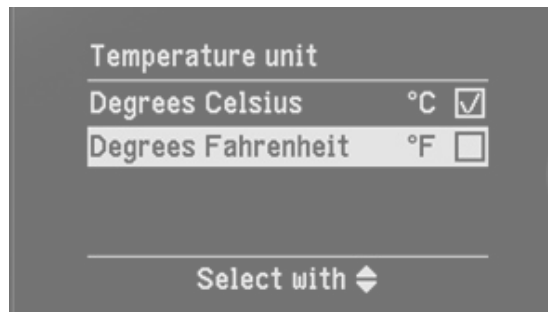 Temperature unit
Degrees Celsius °C
Degrees Fahrenheit °F
Select with